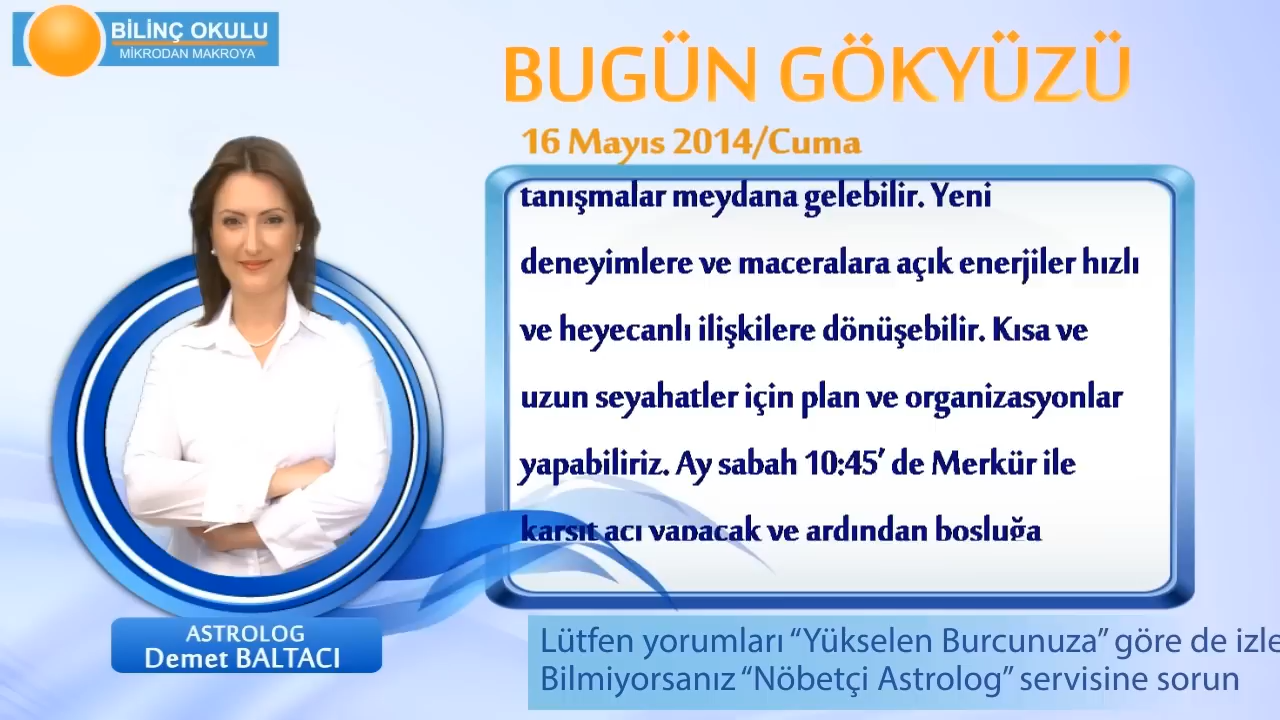 BİLİNÇ OKULU
MİKRODAN MAKROYA
BUGÜN GÖKYÜZÜ
16 Mayıs 2014/Cuma
tanışmalar meydana gelebilir. Yeni
deneyimlere ve maceralara açık enerjiler hızlı
ve heyecanlı ilişkilere dönüşebilir. Kısa ve
uzun seyahatler için plan ve organizasyonlar
yapabiliriz. Ay sabah 10:45' de Merkür ile
karşıt açı yapacak ve ardından boşluğa
ASTROLOG
Demet BALTACI
Lütfen yorumları “Yükselen Burcunuza” göre de izle
Bilmiyorsanız “Nöbetçi Astrolog” servisine sorun